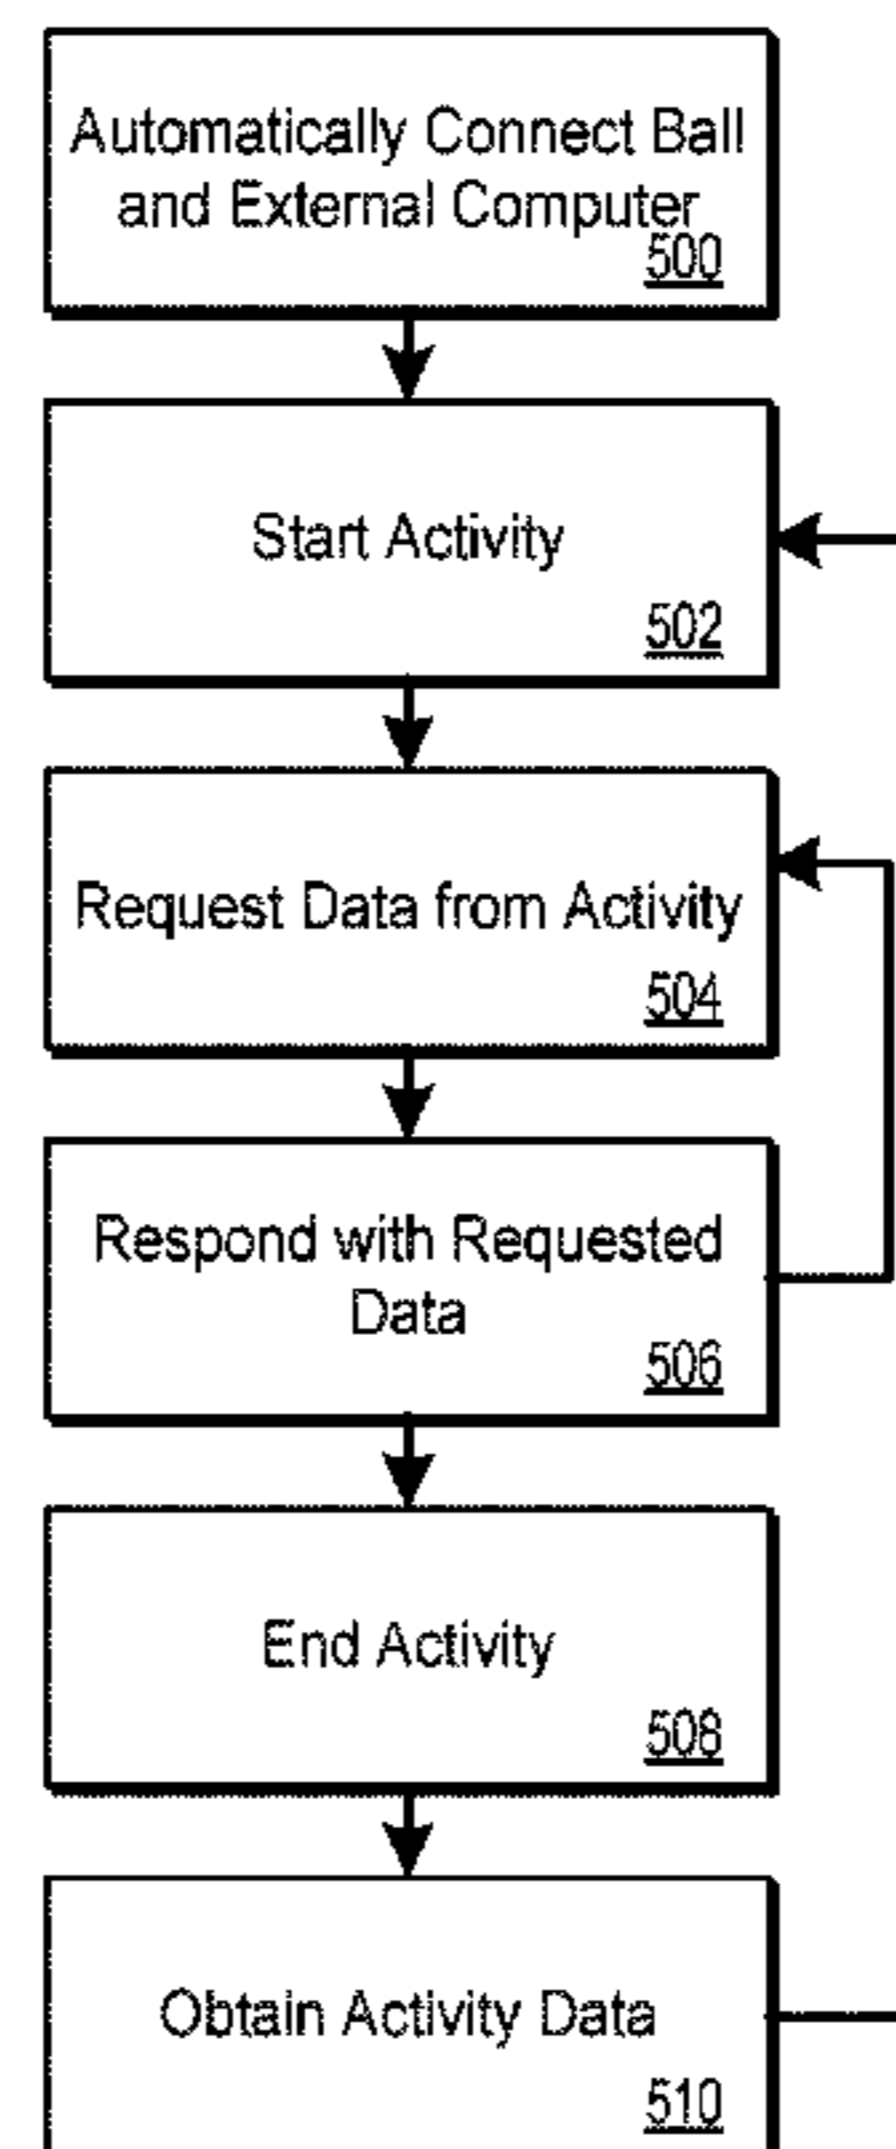 Automatically Connect Ball
and External Computer
500
Start Activity
502
Request Data from Activity
504
Respond with Requested
Data
506
End Activity
508
Obtain Activity Data
510